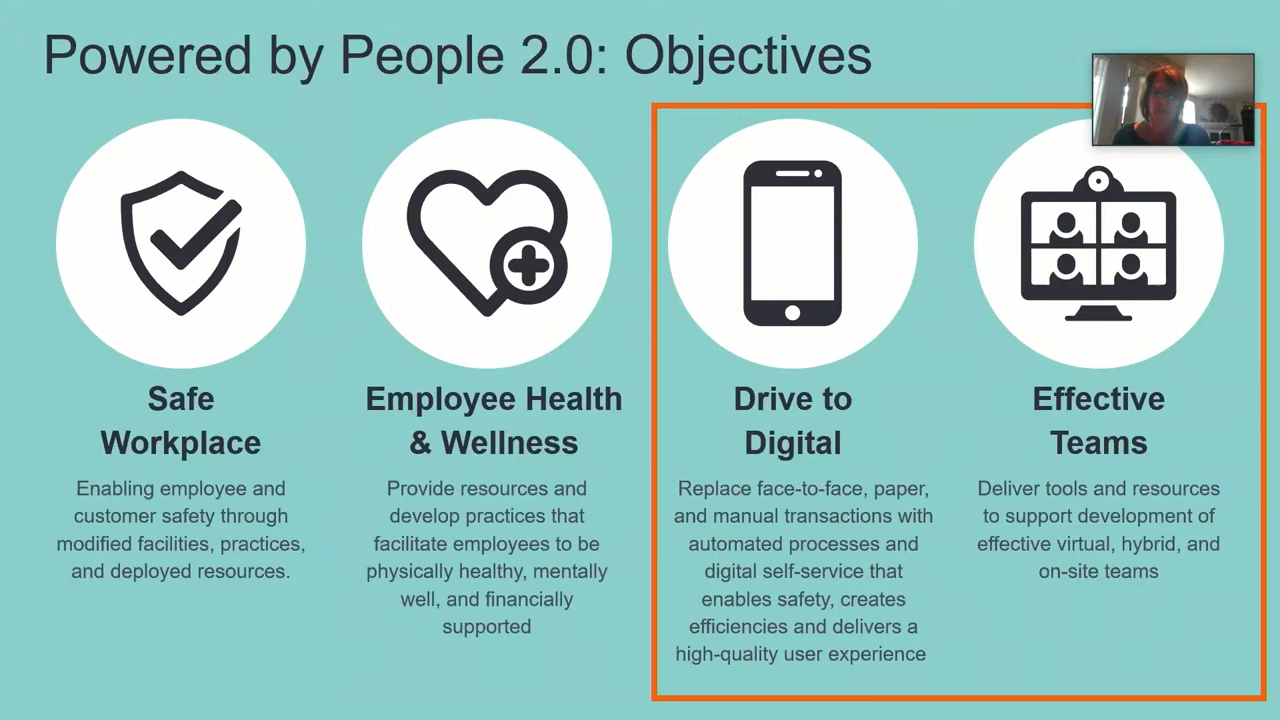 Powered by People 2.0: Objectives
Safe
Workplace
Enabling employee and
customer safety through
modified facilities, practices,
and deployed resources.
Employee Health
& Wellness
Provide resources and
develop practices that
facilitate employees to be
physically healthy, mentally
well, and financially
supported
Drive to
Digital
Replace face-to-face, paper,
and manual transactions with
automated processes and
digital self-service that
enables safety, creates
efficiencies and delivers a
high-quality user experience
Effective
Teams
Deliver tools and resources
to support development of
effective virtual, hybrid, and
on-site teams